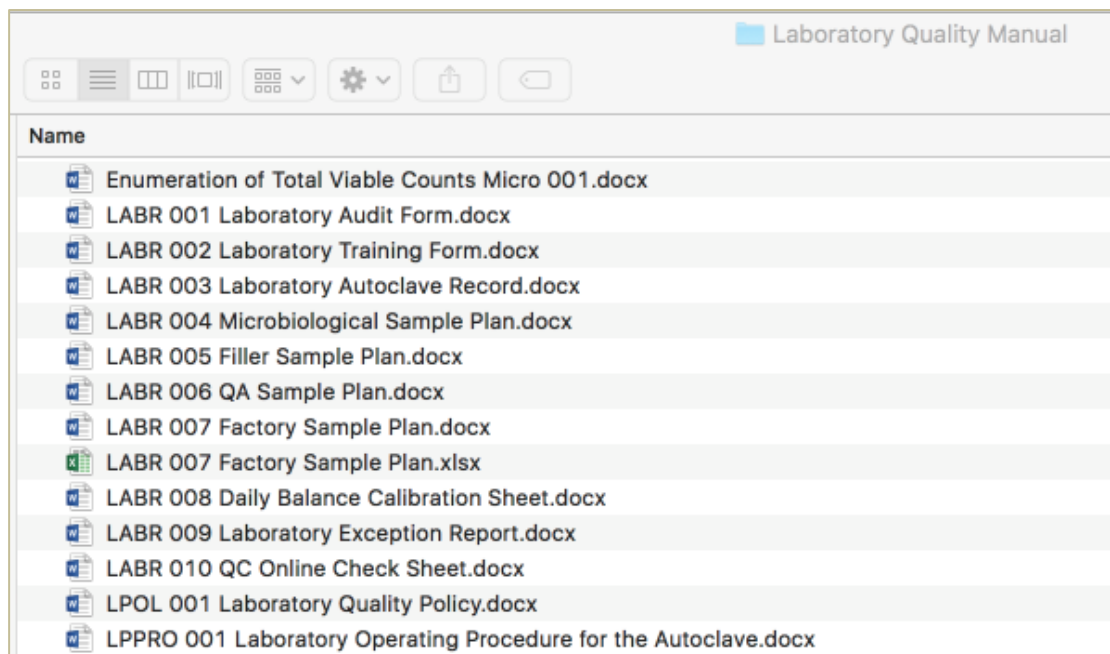 Laboratory Quality Manual
Name
Enumeration of Total Viable Counts Micro 001.docx
LABR 001 Laboratory Audit Form.docx
LABR 002 Laboratory Training Form.docx
LABR 003 Laboratory Autoclave Record.docx
LABR 004 Microbiological Sample Plan.docx
LABR 005 Filler Sample Plan.docx
LABR 006 QA Sample Plan.docx
LABR 007 Factory Sample Plan.docx
LABR 007 Factory Sample Plan.xlsx
LABR 008 Daily Balance Calibration Sheet.docx
LABR 009 Laboratory Exception Report.docx
LABR 010 QC Online Check Sheet.docx
LPOL 001 Laboratory Quality Policy.docx
LPPRO 001 Laboratory Operating Procedure for the Autoclave.docx